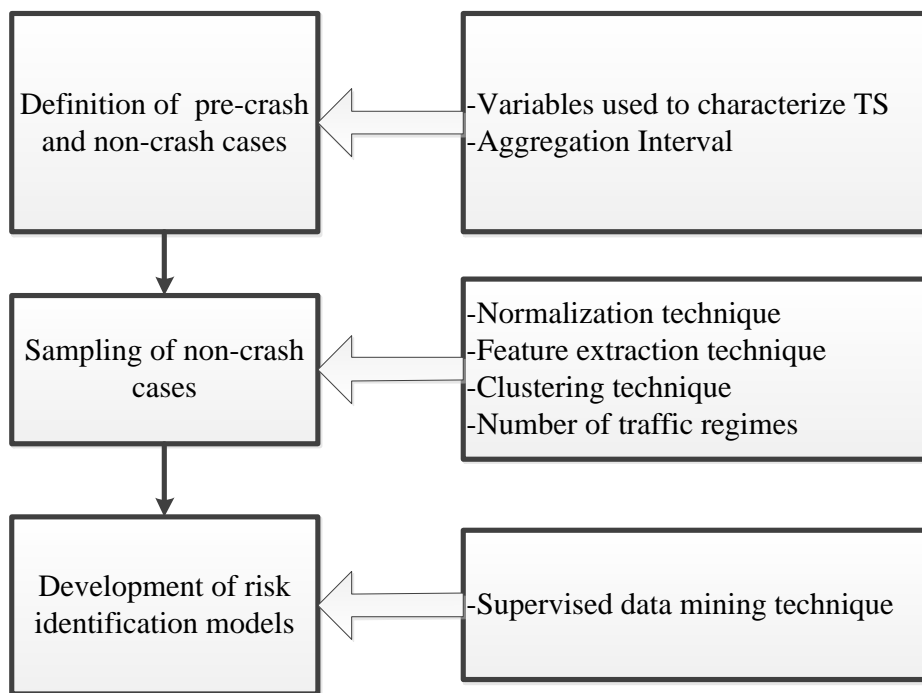 Definition of pre-crash
and non-crash cases
-Variables used to characterize TS
-Aggregation Interval
Sampling of non-crash
cases
-Normalization technique
-Feature extraction technique
-Clustering technique
-Number of traffic regimes
Development of risk
identification models
-Supervised data mining technique